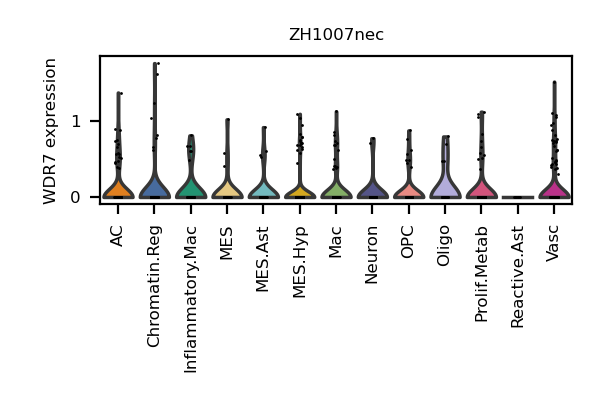 ZH1007nec
WDR7 expression
1
0
AC
Chromatin.Reg
Inflammatory.Mac
MES
MES.Ast
MES.Hyp
Mac
Neuron
OPC
Oligo
Prolif.Metab
Reactive.Ast
Vasc